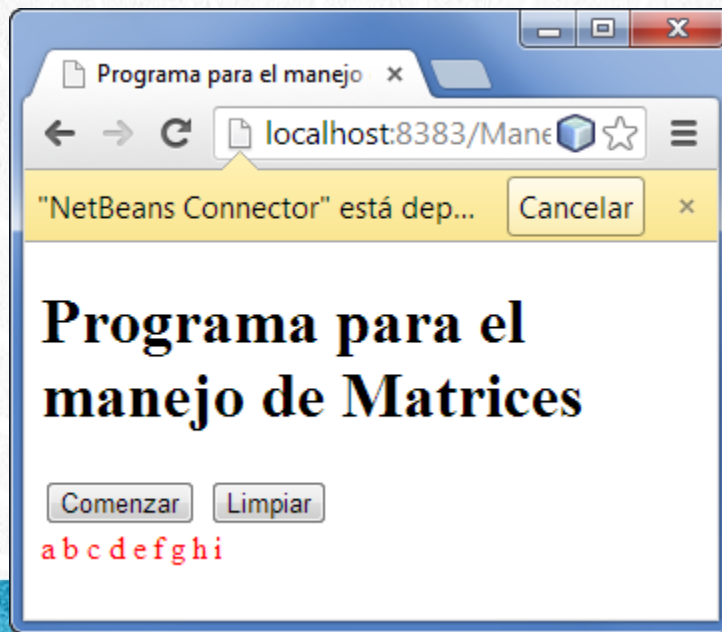 Programa para el manejo
localhost:8383/Mane
"NetBeans Connector" está dep... Cancelar
Programa para el
manejo de Matrices
Comenzar Limpiar
a b c d e f g h i